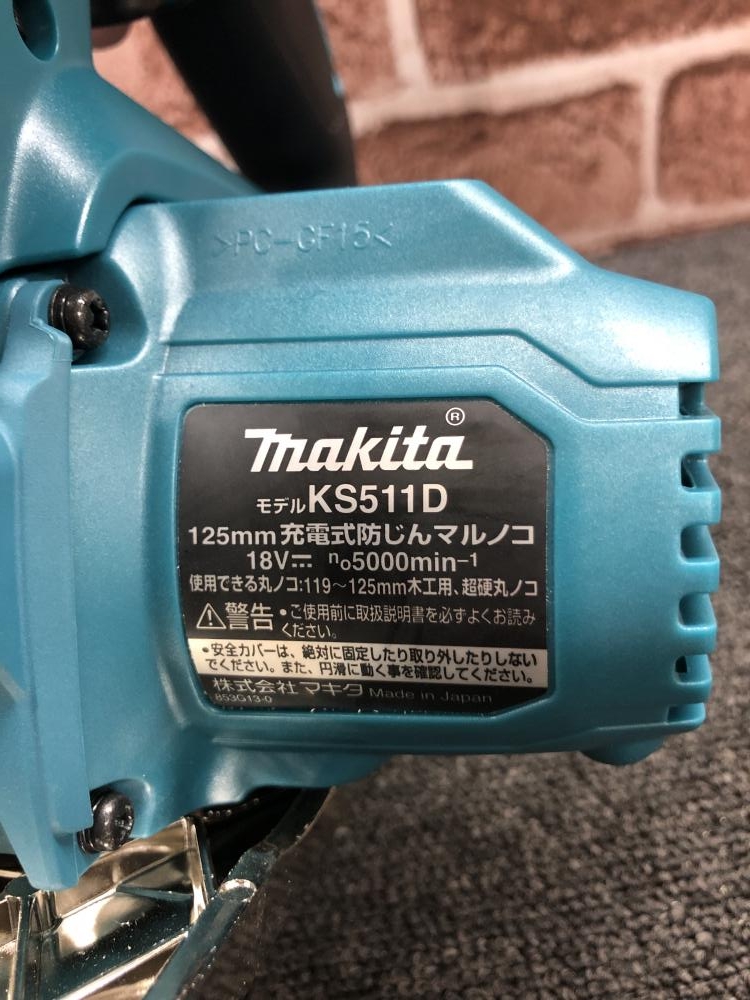 >PC-GF15<
makita®
モデルKS511D
125mm充電式防じんマルノコ
18V⎓ n₀5000min⁻¹
使用できる丸ノコ:119～125mm木工用、超硬丸ノコ
⚠警告・ご使用前に取扱説明書を必ずよくお読み
ください。
・安全カバーは、絶対に固定したり取り外したりしない
でください。また、円滑に動く事を確認してください。
株式会社マキタ Made in Japan
853G13-0